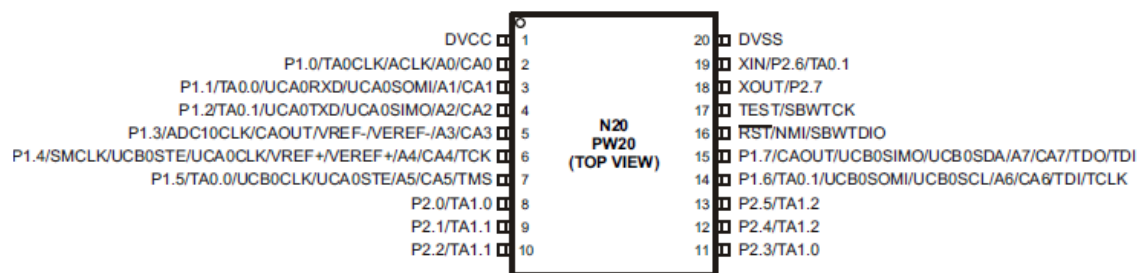 DVCC 1
P1.0/TA0CLK/ACLK/A0/CA0 2
P1.1/TA0.0/UCA0RXD/UCA0SOMI/A1/CA1 3
P1.2/TA0.1/UCA0TXD/UCA0SIMO/A2/CA2 4
P1.3/ADC10CLK/CAOUT/VREF-/VEREF-/A3/CA3 5
P1.4/SMCLK/UCB0STE/UCA0CLK/VREF+/VEREF+/A4/CA4/TCK 6
P1.5/TA0.0/UCB0CLK/UCA0STE/A5/CA5/TMS 7
P2.0/TA1.0 8
P2.1/TA1.1 9
P2.2/TA1.1 10
N20
PW20
(TOP VIEW)
20 DVSS
19 XIN/P2.6/TA0.1
18 XOUT/P2.7
17 TEST/SBWTCK
16 RST/NMI/SBWTDIO
15 P1.7/CAOUT/UCB0SIMO/UCB0SDA/A7/CA7/TDO/TDI
14 P1.6/TA0.1/UCB0SOMI/UCB0SCL/A6/CA6/TDI/TCLK
13 P2.5/TA1.2
12 P2.4/TA1.2
11 P2.3/TA1.0